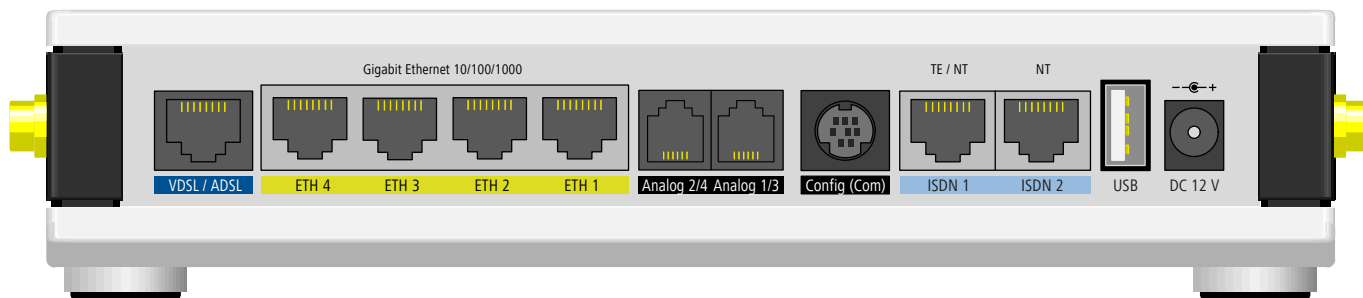 Gigabit Ethernet 10/100/1000
TE / NT
NT
VDSL / ADSL
ETH 4
ETH 3
ETH 2
ETH 1
Analog 2/4
Analog 1/3
Config (Com)
ISDN 1
ISDN 2
USB
DC 12 V